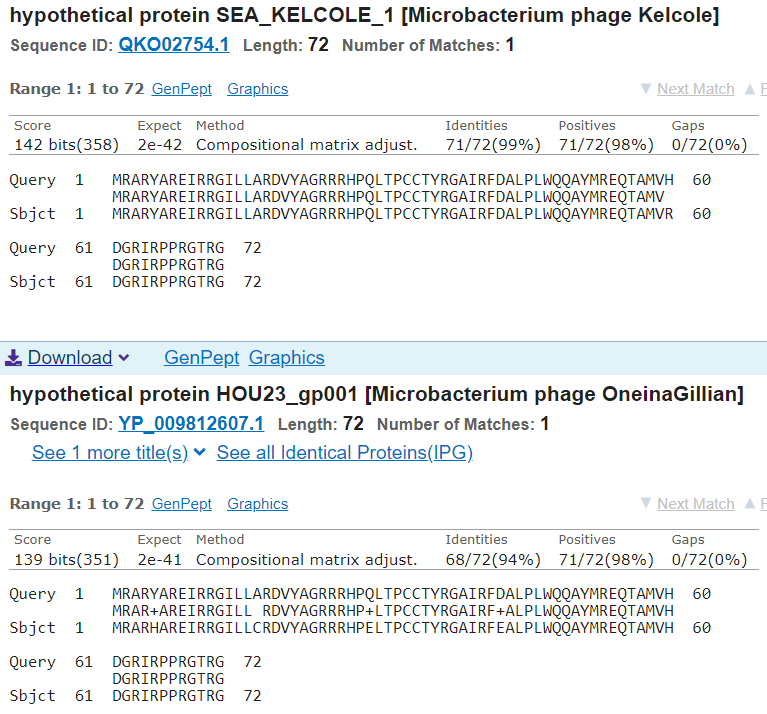 hypothetical protein SEA_KELCOLE_1 [Microbacterium phage Kelcole]
Sequence ID: QKO02754.1 Length: 72 Number of Matches: 1
Range 1: 1 to 72 GenPept Graphics ▼ Next Match ▲
Score Expect Method Identities Positives Gaps
142 bits(358) 2e-42 Compositional matrix adjust. 71/72(99%) 71/72(98%) 0/72(0%)
Query 1 MRARYAREIRRGILLARDVYAGRRRHPQLTPCCTYRGAIRFDALPLWQQAYMREQTAMVH 60
MRARYAREIRRGILLARDVYAGRRRHPQLTPCCTYRGAIRFDALPLWQQAYMREQTAMV
Sbjct 1 MRARYAREIRRGILLARDVYAGRRRHPQLTPCCTYRGAIRFDALPLWQQAYMREQTAMVR 60
Query 61 DGRIRPPRGTRG 72
DGRIRPPRGTRG
Sbjct 61 DGRIRPPRGTRG 72
Download GenPept Graphics
hypothetical protein HOU23_gp001 [Microbacterium phage OneinaGillian]
Sequence ID: YP_009812607.1 Length: 72 Number of Matches: 1
See 1 more title(s) See all Identical Proteins(IPG)
Range 1: 1 to 72 GenPept Graphics ▼ Next Match ▲
Score Expect Method Identities Positives Gaps
139 bits(351) 2e-41 Compositional matrix adjust. 68/72(94%) 71/72(98%) 0/72(0%)
Query 1 MRARYAREIRRGILLARDVYAGRRRHPQLTPCCTYRGAIRFDALPLWQQAYMREQTAMVH 60
MRAR+AREIRRGILL RDVYAGRRRHP+LTPCCTYRGAIRF+ALPLWQQAYMREQTAMVH
Sbjct 1 MRARHAREIRRGILLCRDVYAGRRRHPELTPCCTYRGAIRFEALPLWQQAYMREQTAMVH 60
Query 61 DGRIRPPRGTRG 72
DGRIRPPRGTRG
Sbjct 61 DGRIRPPRGTRG 72